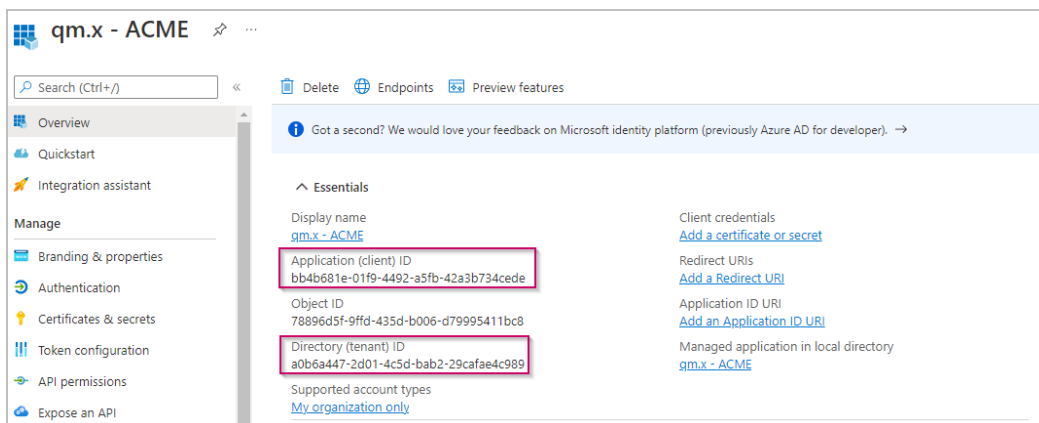 qm.x - ACME
Search (Ctrl+/)
Overview
Quickstart
Integration assistant
Manage
Branding & properties
Authentication
Certificates & secrets
Token configuration
API permissions
Expose an API
Delete
Endpoints
Preview features
Got a second? We would love your feedback on Microsoft identity platform (previously Azure AD for developer).
Essentials
Display name
qm.x - ACME
Application (client) ID
bb4b681e-01f9-4492-a5fb-42a3b734cede
Object ID
78896d5f-9ffd-435d-b006-d79995411bc8
Directory (tenant) ID
a0b6a447-2d01-4c5d-bab2-29cafae4c989
Supported account types
My organization only
Client credentials
Add a certificate or secret
Redirect URIs
Add a Redirect URI
Application ID URI
Add an Application ID URI
Managed application in local directory
qm.x - ACME